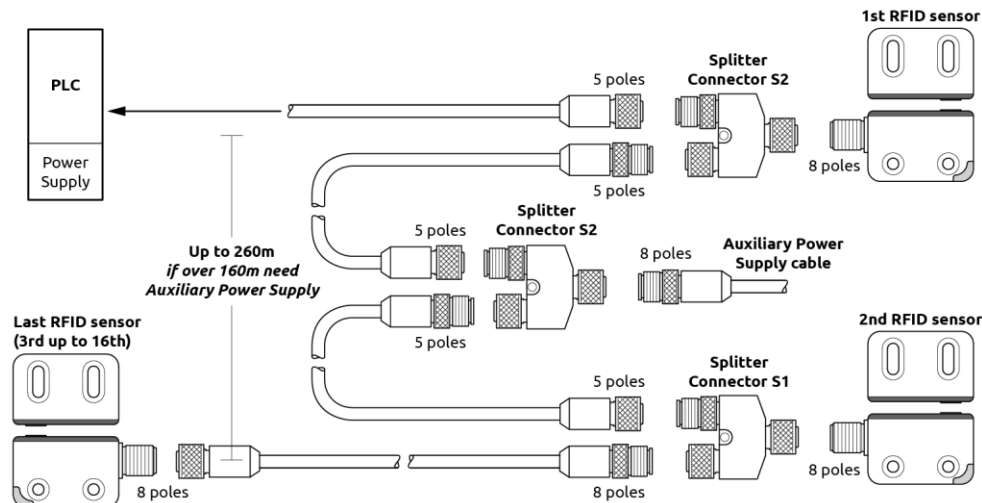 1st RFID sensor
PLC
Power
Supply
5 poles
Splitter
Connector S2
8 poles
5 poles
Up to 260m
if over 160m need
Auxiliary Power Supply
5 poles
Splitter
Connector S2
8 poles
Auxiliary Power
Supply cable
5 poles
Last RFID sensor
(3rd up to 16th)
2nd RFID sensor
5 poles
Splitter
Connector S1
8 poles
8 poles
8 poles